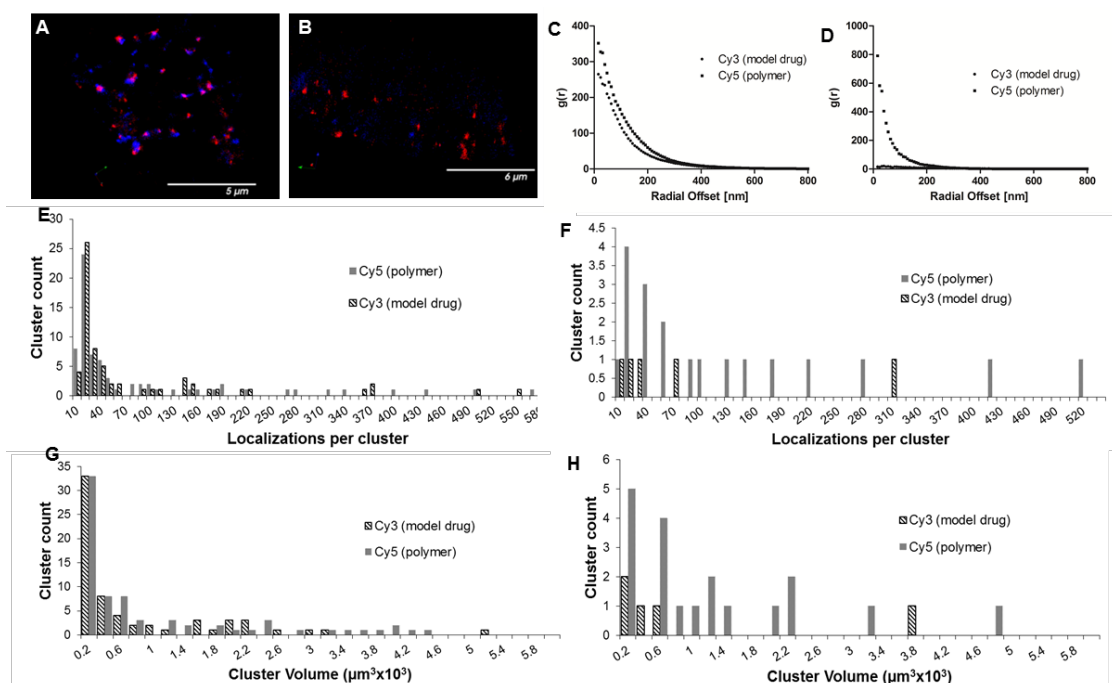 A
5 µm
B
6 µm
C
400
300
200
100
0
g(r)
0 200 400 600 800
Radial Offset [nm]
Cy3 (model drug)
Cy5 (polymer)
D
1000
800
600
400
200
0
g(r)
0 200 400 600 800
Radial Offset [nm]
Cy3 (model drug)
Cy5 (polymer)
E
30
25
20
15
10
5
0
Cluster count
Cy5 (polymer)
Cy3 (model drug)
10 40 70 100 130 160 190 220 250 280 310 340 370 400 430 460 490 520 550 58
Localizations per cluster
F
4.5
4
3.5
3
2.5
2
1.5
1
0.5
0
Cluster count
Cy5 (polymer)
Cy3 (model drug)
10 40 70 100 130 160 190 220 250 280 310 340 370 400 430 460 490 520
Localizations per cluster
G
35
30
25
20
15
10
5
0
Cluster count
Cy3 (model drug)
Cy5 (polymer)
0.2 0.6 1 1.4 1.8 2.2 2.6 3 3.4 3.8 4.2 4.6 5 5.4 5.8
Cluster Volume (µm³x10³)
H
6
5
4
3
2
1
0
Cluster count
Cy3 (model drug)
Cy5 (polymer)
0.2 0.6 1 1.4 1.8 2.2 2.6 3 3.4 3.8 4.2 4.6 5 5.4 5.8
Cluster Volume (µm³x10³)